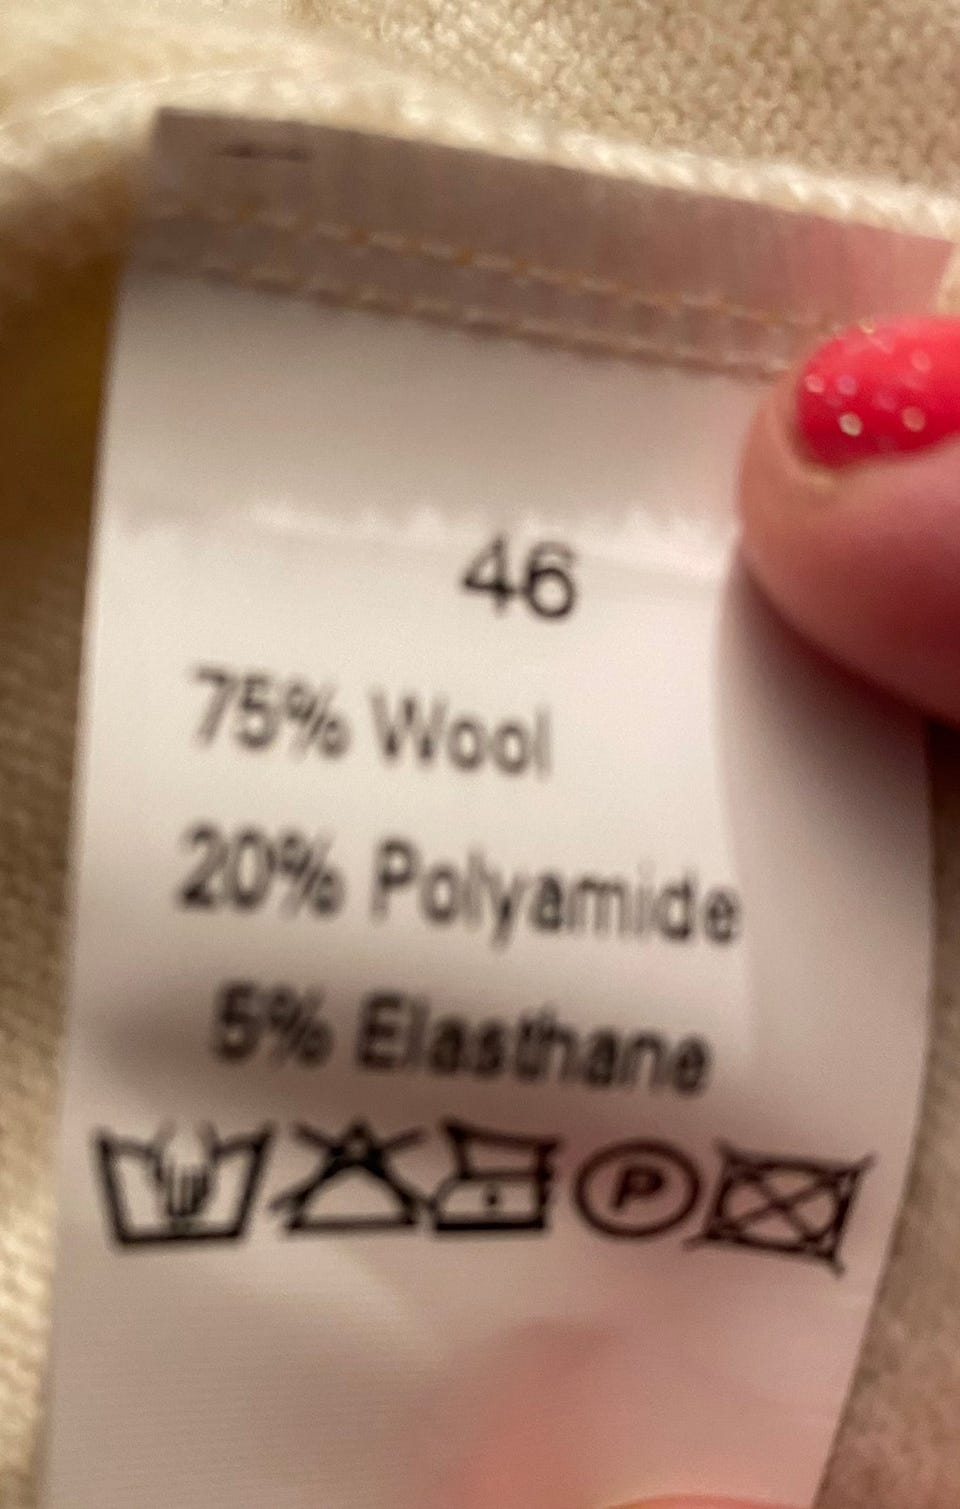 46
75% Wool
20% Polyamide
5% Elasthane
P